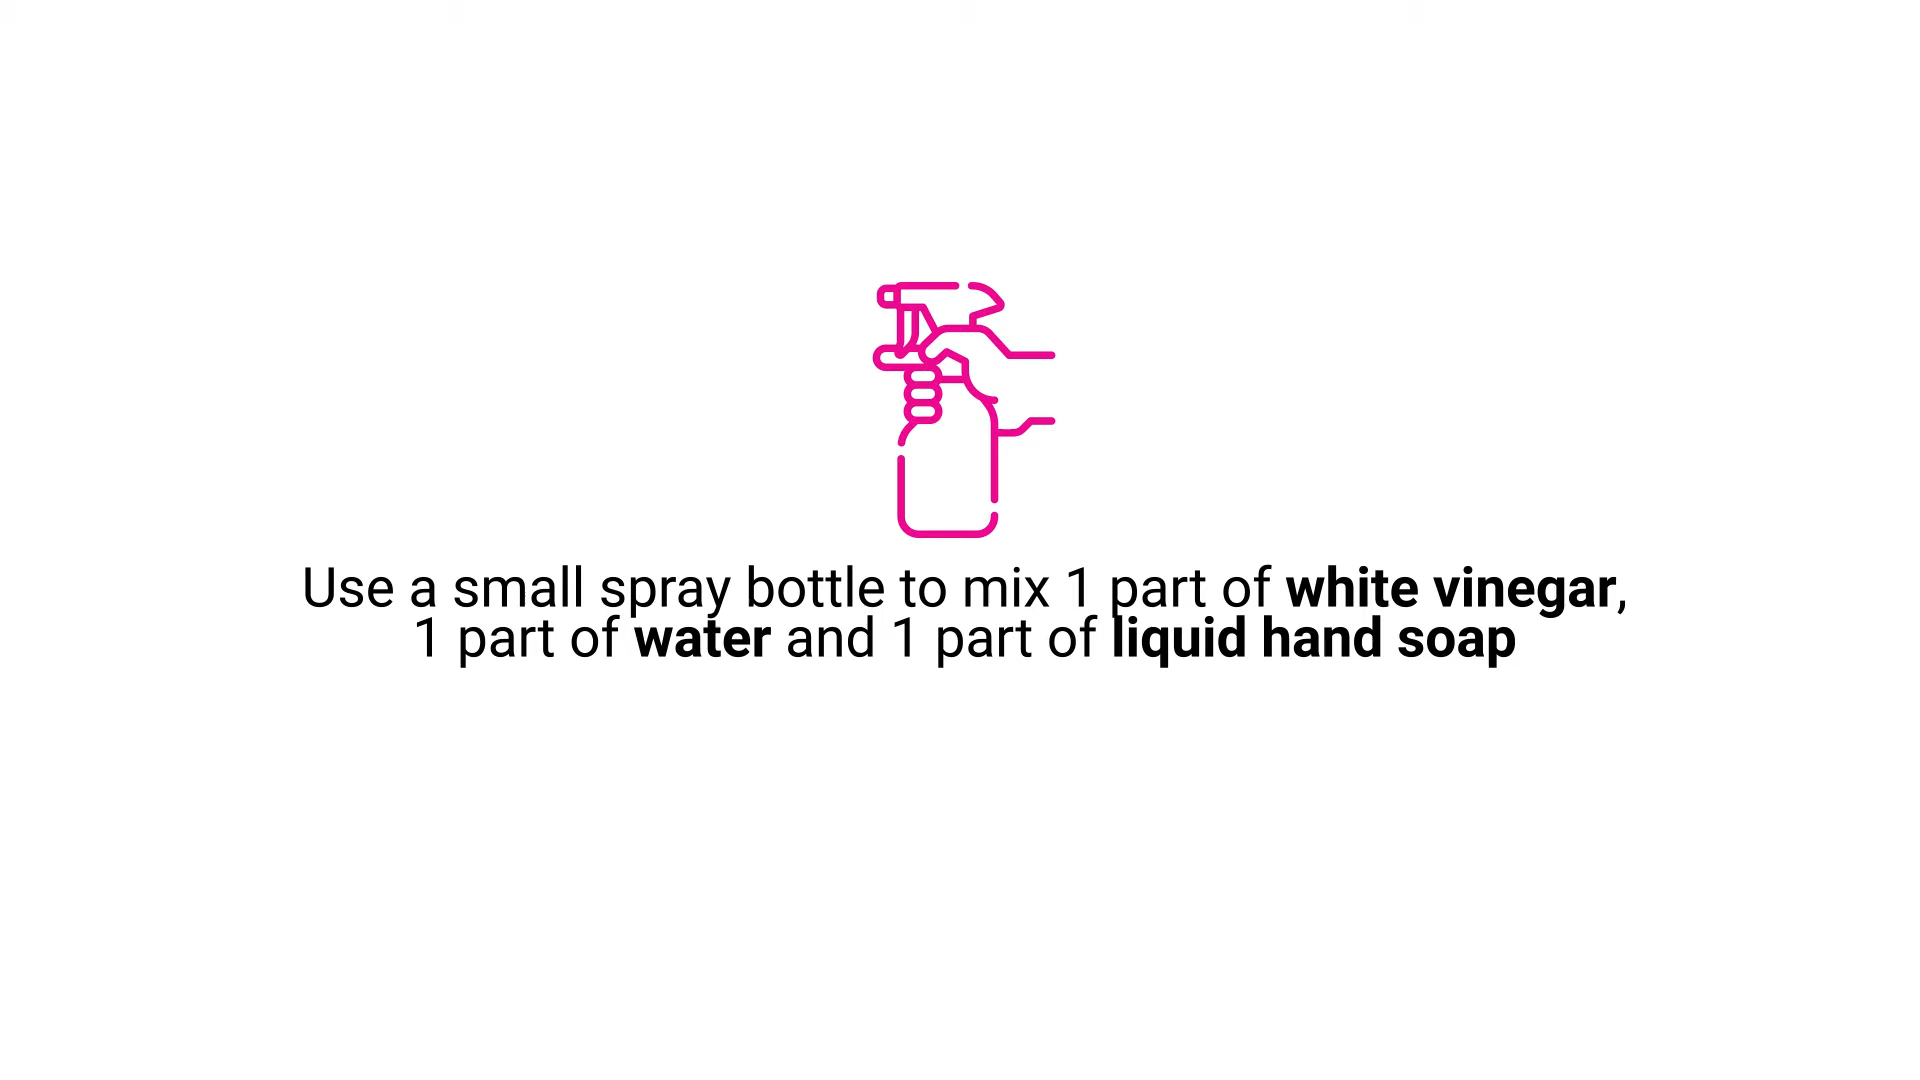 Use a small spray bottle to mix 1 part of white vinegar,
1 part of water and 1 part of liquid hand soap